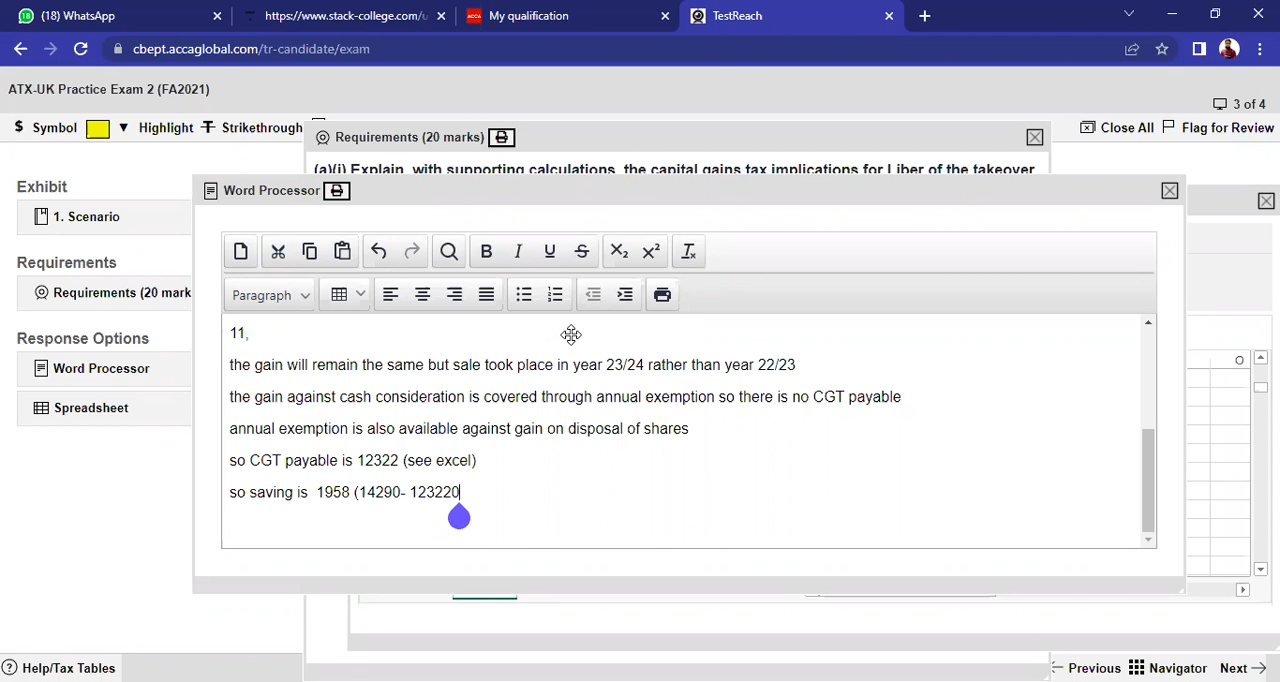 (18) WhatsApp
https://www.stack-college.com/u
ACCA My qualification
TestReach
cbept.accaglobal.com/tr-candidate/exam
ATX-UK Practice Exam 2 (FA2021)
3 of 4
$ Symbol
Highlight
Strikethrough
Close All
Flag for Review
Requirements (20 marks)
(a)(i) Explain, with supporting calculations, the capital gains tax implications for Liber of the takeover
Word Processor
Exhibit
1. Scenario
Requirements
Requirements (20 mark
Response Options
Word Processor
Spreadsheet
Paragraph
O
11,
the gain will remain the same but sale took place in year 23/24 rather than year 22/23
the gain against cash consideration is covered through annual exemption so there is no CGT payable
annual exemption is also available against gain on disposal of shares
so CGT payable is 12322 (see excel)
so saving is 1958 (14290- 123220
Help/Tax Tables
Previous
Navigator
Next